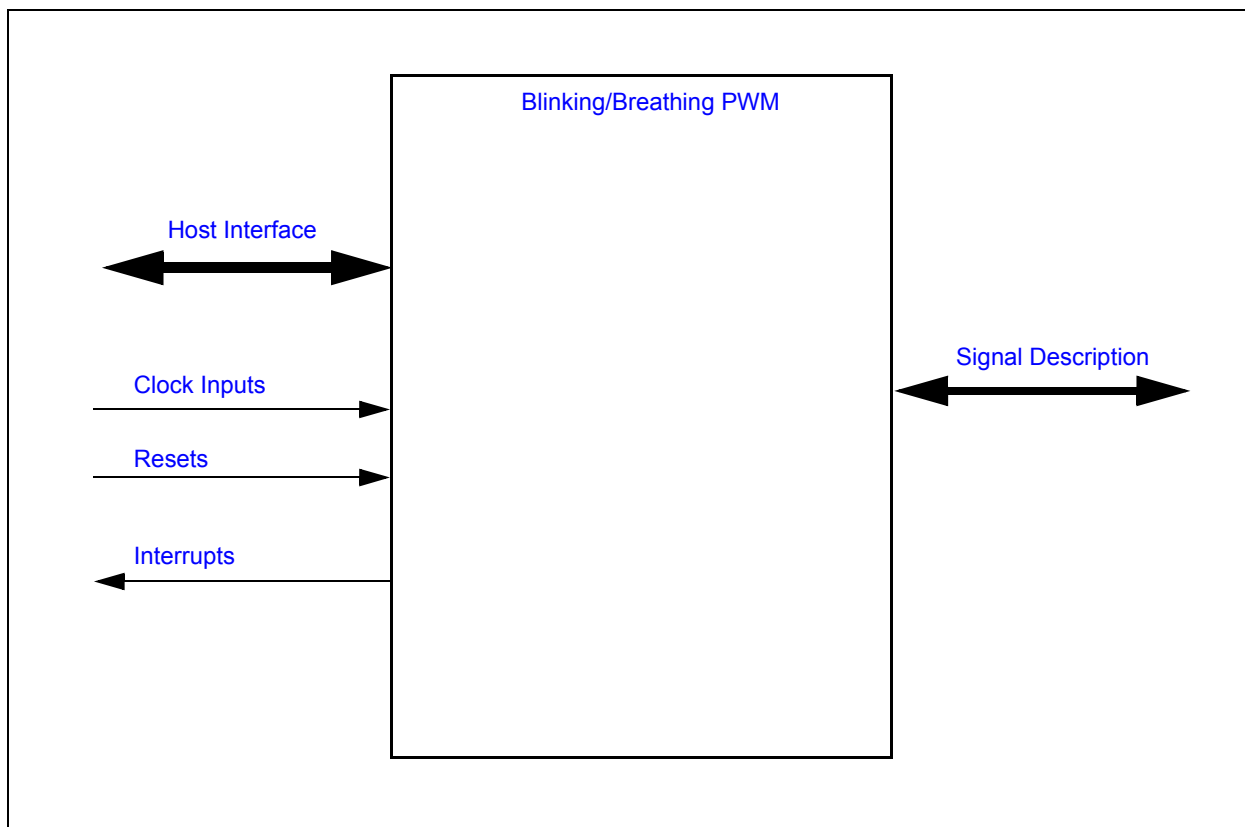 Blinking/Breathing PWM
Host Interface
Signal Description
Clock Inputs
Resets
Interrupts